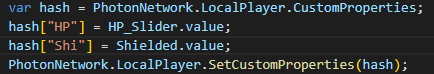 var hash = PhotonNetwork.LocalPlayer.CustomProperties;
hash["HP"] = HP_Slider.value;
hash["Shi"] = Shielded.value;
PhotonNetwork.LocalPlayer.SetCustomProperties(hash);